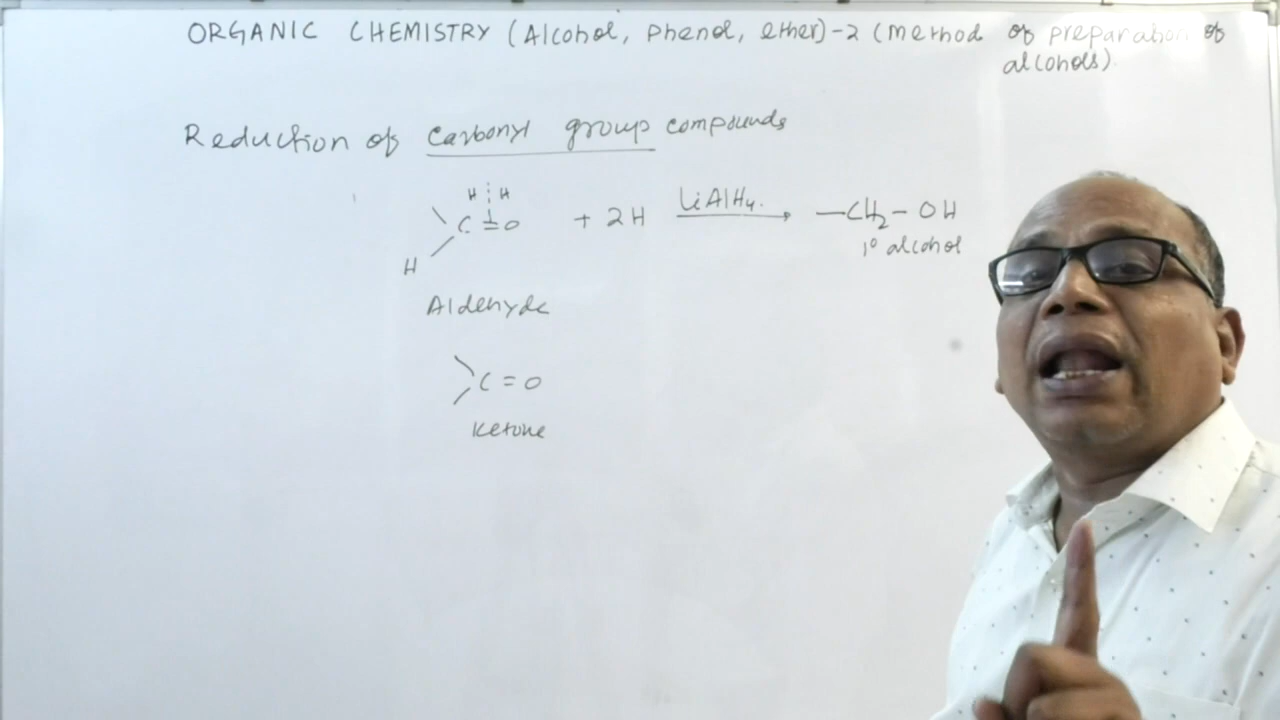 ORGANIC CHEMISTRY (Alcohol, Phenol, ether)-2 (Method of preparation of
alcohols).
Reduction of carbonyl group compounds
H H
C=O + 2H LiAlH4. —CH2—OH
H
1° alcohol
Aldehyde
C=O
Ketone